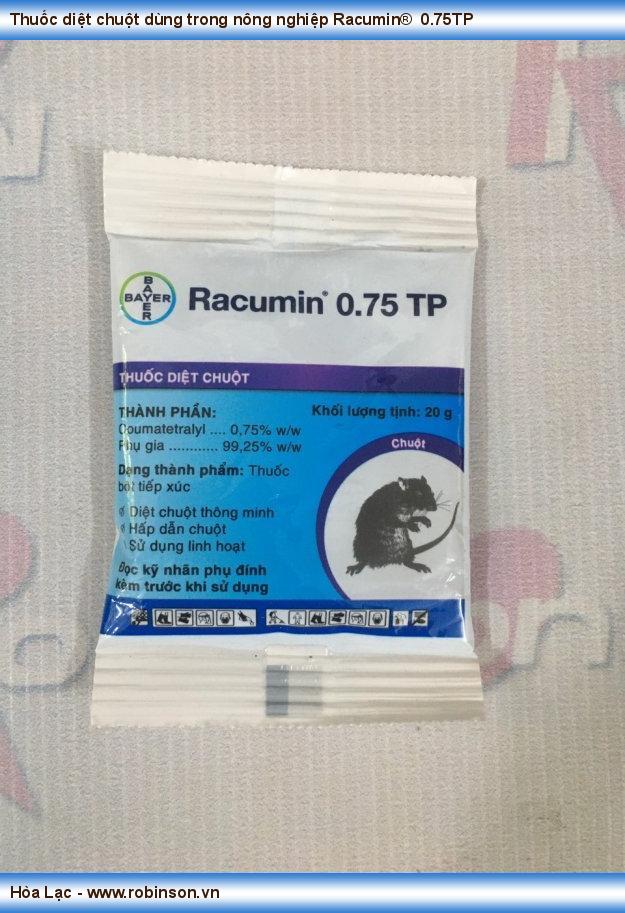 Thuốc diệt chuột dùng trong nông nghiệp Racumin® 0.75TP
BAYER
BAYER
Racumin® 0.75 TP
THUỐC DIỆT CHUỘT
THÀNH PHẦN:
Coumatetralyl .... 0,75% w/w
Phụ gia ............ 99,25% w/w
Khối lượng tịnh: 20 g
Dạng thành phẩm: Thuốc
bột tiếp xúc
Diệt chuột thông minh
Hấp dẫn chuột
Sử dụng linh hoạt
Đọc kỹ nhãn phụ đính
kèm trước khi sử dụng
Chuột
Hòa Lạc - www.robinson.vn